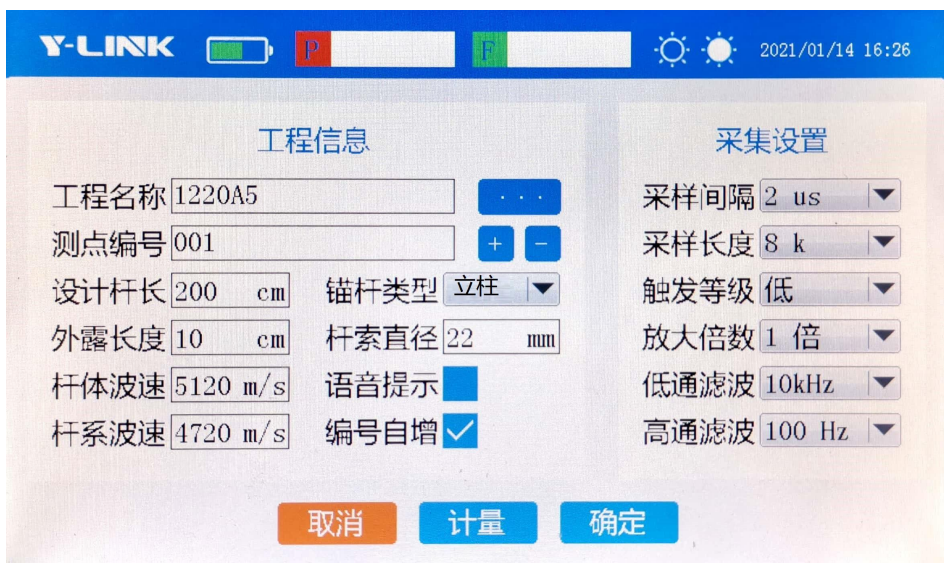 Y-LINK P F 2021/01/14 16:26
工程信息
工程名称 1220A5 ...
测点编号 001 + -
设计杆长 200 cm 锚杆类型 立柱
外露长度 10 cm 杆索直径 22 mm
杆体波速 5120 m/s 语音提示
杆系波速 4720 m/s 编号自增
采集设置
采样间隔 2 us
采样长度 8 k
触发等级 低
放大倍数 1 倍
低通滤波 10kHz
高通滤波 100 Hz
取消 计量 确定